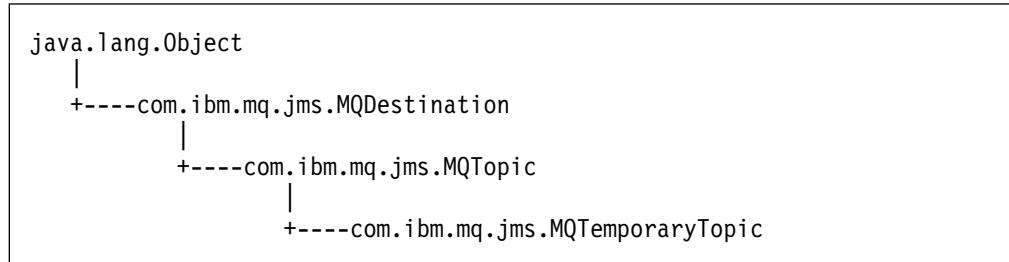 java.lang.Object
|
+----com.ibm.mq.jms.MQDestination
|
+----com.ibm.mq.jms.MQTopic
|
+----com.ibm.mq.jms.MQTemporaryTopic